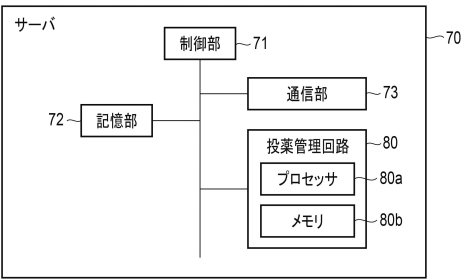 サーバ
70
制御部 71
通信部 73
72 記憶部
投薬管理回路 80
プロセッサ 80a
メモリ 80b